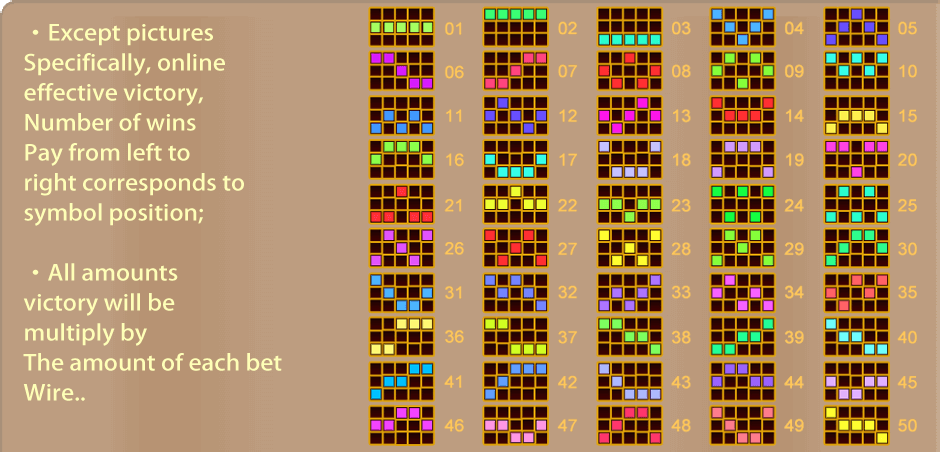 • Except pictures
Specifically, online
effective victory,
Number of wins
Pay from left to
right corresponds to
symbol position;
• All amounts
victory will be
multiply by
The amount of each bet
Wire..
01 02 03 04 05
06 07 08 09 10
11 12 13 14 15
16 17 18 19 20
21 22 23 24 25
26 27 28 29 30
31 32 33 34 35
36 37 38 39 40
41 42 43 44 45
46 47 48 49 50